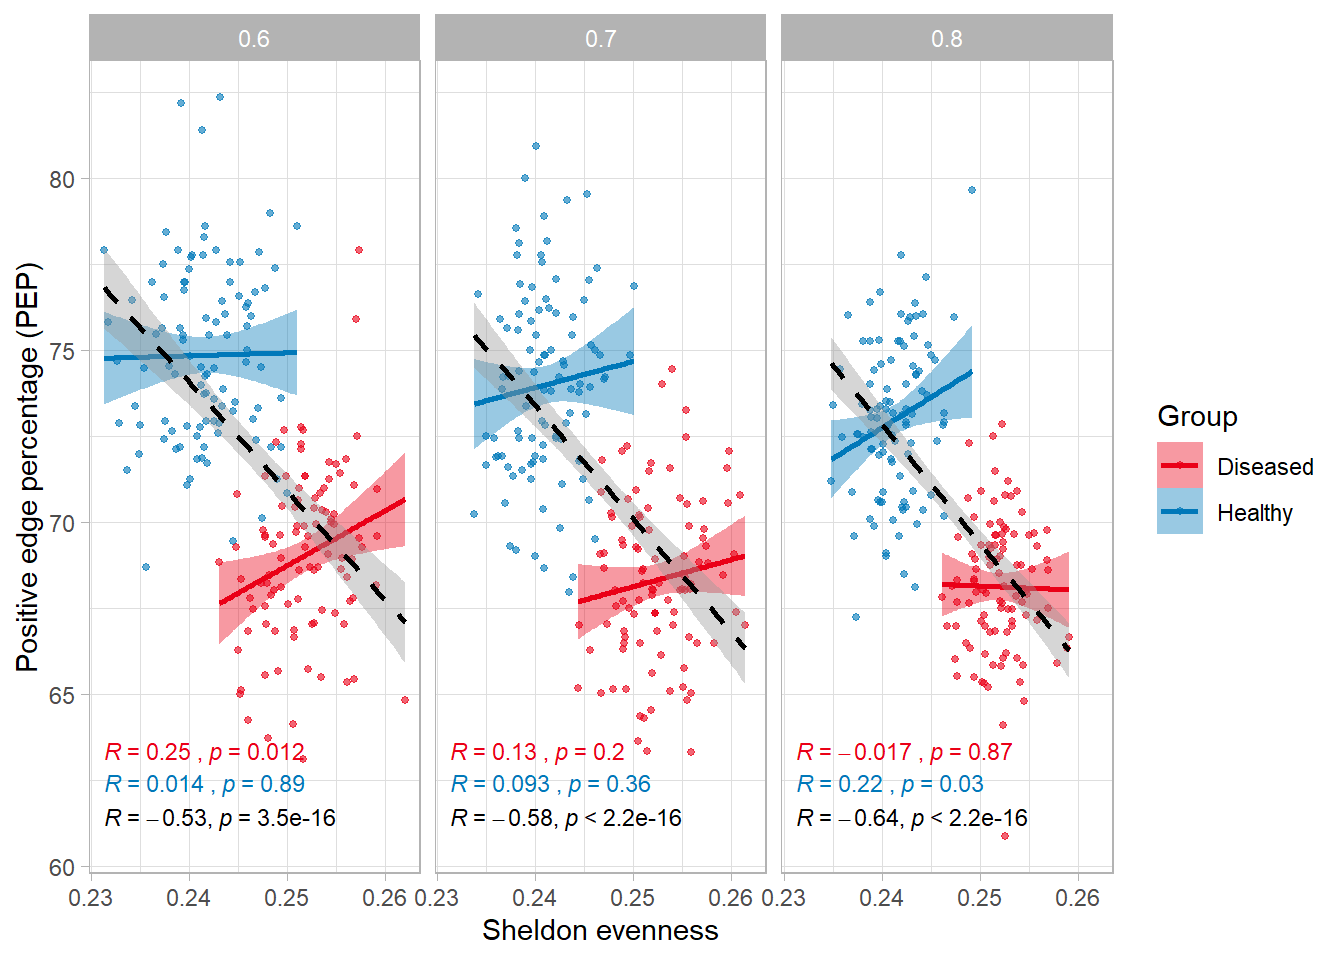 0.6
0.7
0.8
Positive edge percentage (PEP)
80
75
70
65
60
R = 0.25 , p = 0.012
R = 0.014 , p = 0.89
R = −0.53, p = 3.5e-16
R = 0.13 , p = 0.2
R = 0.093 , p = 0.36
R = −0.58, p < 2.2e-16
R = −0.017 , p = 0.87
R = 0.22 , p = 0.03
R = −0.64, p < 2.2e-16
0.23 0.24 0.25 0.26
0.23 0.24 0.25 0.26
0.23 0.24 0.25 0.26
Sheldon evenness
Group
Diseased
Healthy